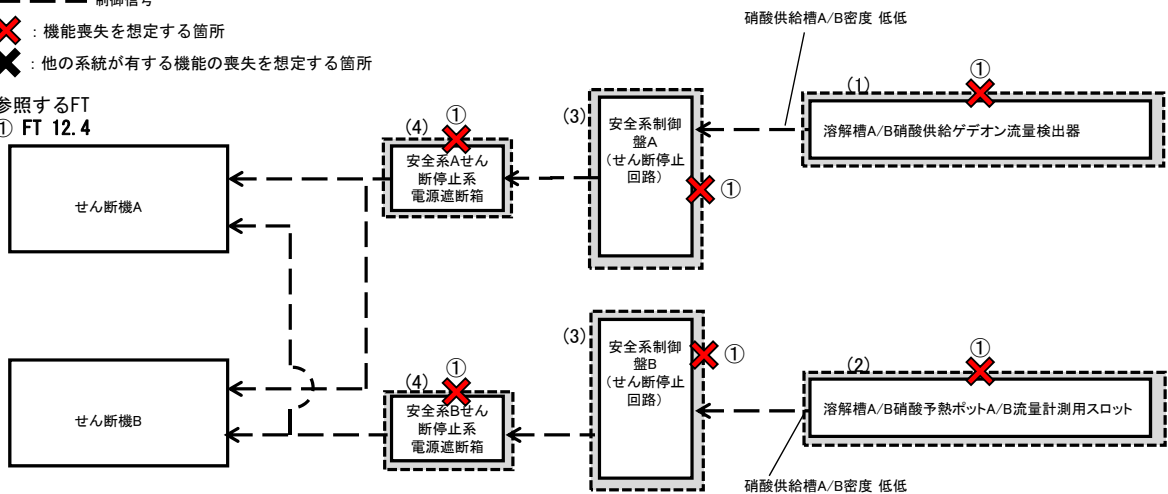 制御信号
：機能喪失を想定する箇所
：他の系統が有する機能の喪失を想定する箇所
参照するFT
① FT 12.4
硝酸供給槽A/B密度 低低
(1)
①
溶解槽A/B硝酸供給ゲデオン流量検出器
(3)
安全系制御
盤A
(せん断停止
回路)
①
(4)
①
安全系Aせん
断停止系
電源遮断箱
せん断機A
せん断機B
(4)
①
安全系Bせん
断停止系
電源遮断箱
(3)
安全系制御
盤B
(せん断停止
回路)
①
(2)
①
溶解槽A/B硝酸予熱ポットA/B流量計測用スロット
硝酸供給槽A/B密度 低低